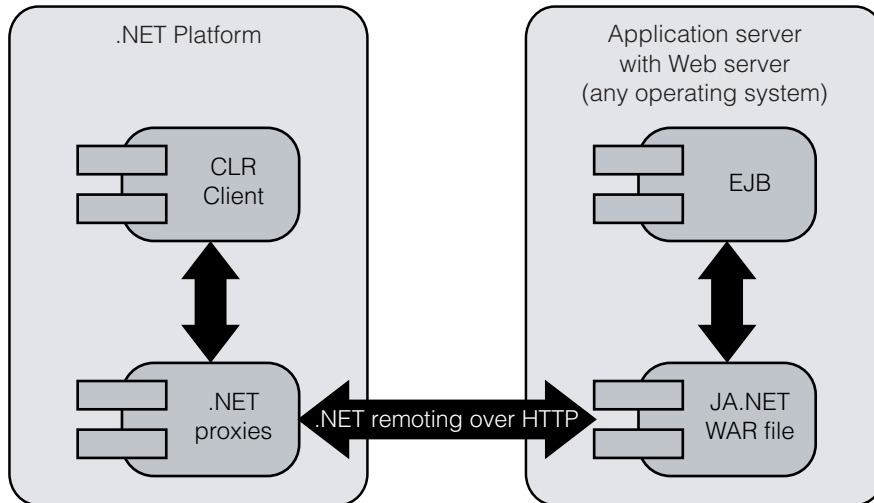 .NET Platform
CLR
Client
.NET
proxies
.NET remoting over HTTP
Application server
with Web server
(any operating system)
EJB
JA.NET
WAR file